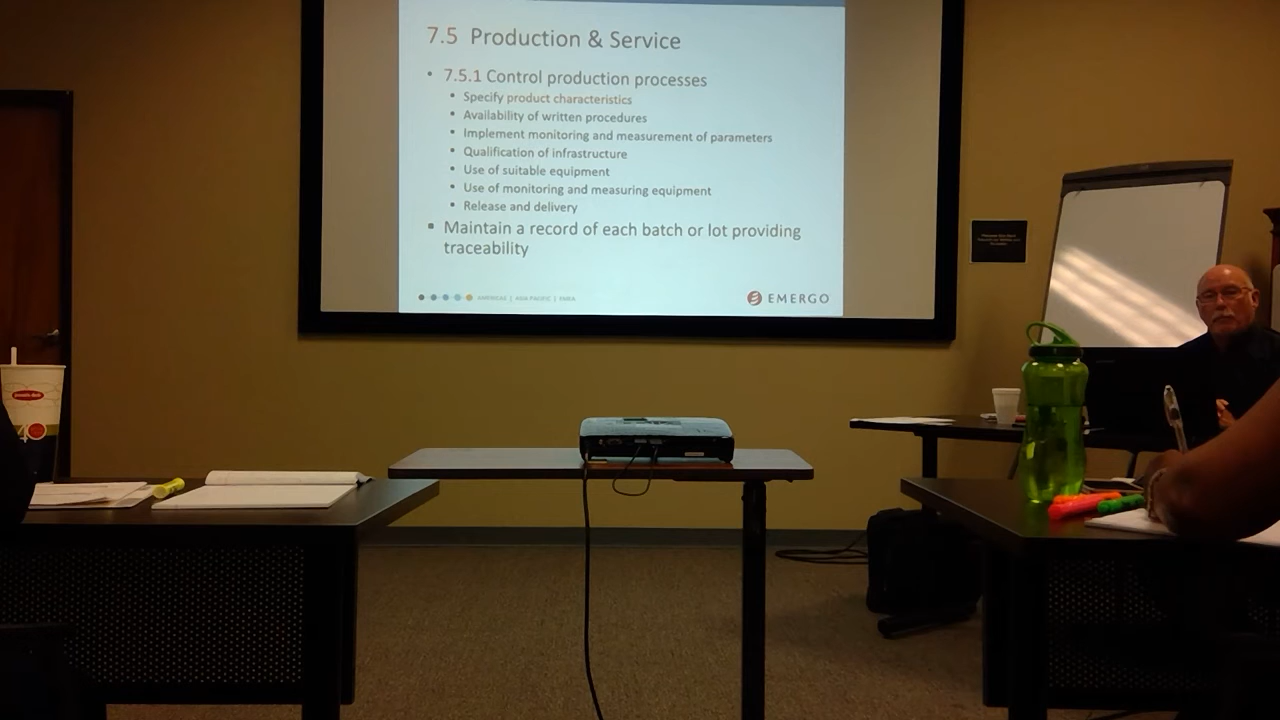 7.5 Production & Service
• 7.5.1 Control production processes
• Specify product characteristics
• Availability of written procedures
• Implement monitoring and measurement of parameters
• Qualification of infrastructure
• Use of suitable equipment
• Use of monitoring and measuring equipment
• Release and delivery
• Maintain a record of each batch or lot providing
traceability
AMERICAS | ASIA PACIFIC | EMEA
EMERGO